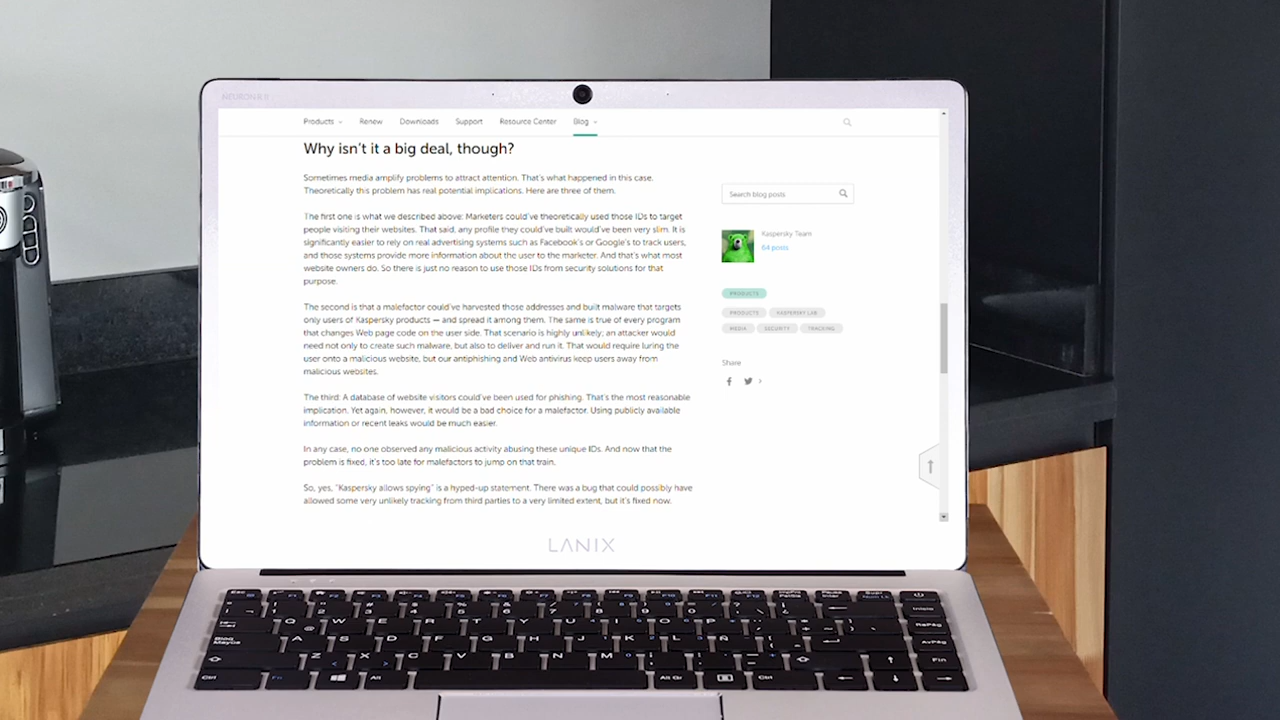 NEURONAL
Products Renew Downloads Support Resource Center Blog
Why isn't it a big deal, though?
Sometimes media amplify problems to attract attention. That's what happened in this case.
Theoretically this problem has real potential implications. Here are three of them.
The first one is what we described above: Marketers could've theoretically used those IDs to target
people visiting their websites. That said, any profile they could've built would've been very slim. It is
significantly easier to rely on real advertising systems such as Facebook's or Google's to track users,
and those systems provide more information about the user to the marketer. And that's what most
website owners do. So there is just no reason to use those IDs from security solutions for that
purpose.
The second is that a malefactor could've harvested those addresses and built malware that targets
only users of Kaspersky products — and spread it among them. The same is true of every program
that changes Web page code on the user side. That scenario is highly unlikely; an attacker would
need not only to create such malware, but also to deliver and run it. That would require luring the
user onto a malicious website, but our antiphishing and Web antivirus keep users away from
malicious websites.
The third: A database of website visitors could've been used for phishing. That's the most reasonable
implication. Yet again, however, it would be a bad choice for a malefactor. Using publicly available
information or recent leaks would be much easier.
In any case, no one observed any malicious activity abusing these unique IDs. And now that the
problem is fixed, it's too late for malefactors to jump on that train.
So, yes, "Kaspersky allows spying" is a hyped-up statement. There was a bug that could possibly have
allowed some very unlikely tracking from third parties to a very limited extent, but it's fixed now.
Search blog posts
Kaspersky Team
64 posts
PRODUCTS
PRODUCTS KASPERSKY LAB
MEDIA SECURITY TRACKING
Share
LANIX
Esc F1
Inicio
Q W E R T Y U I O P RePág
Bloq Mayús A S D F G H J K L Ñ AvPág
Z X C V B N M Fin
Ctrl Fn Alt Alt Gr Ctrl